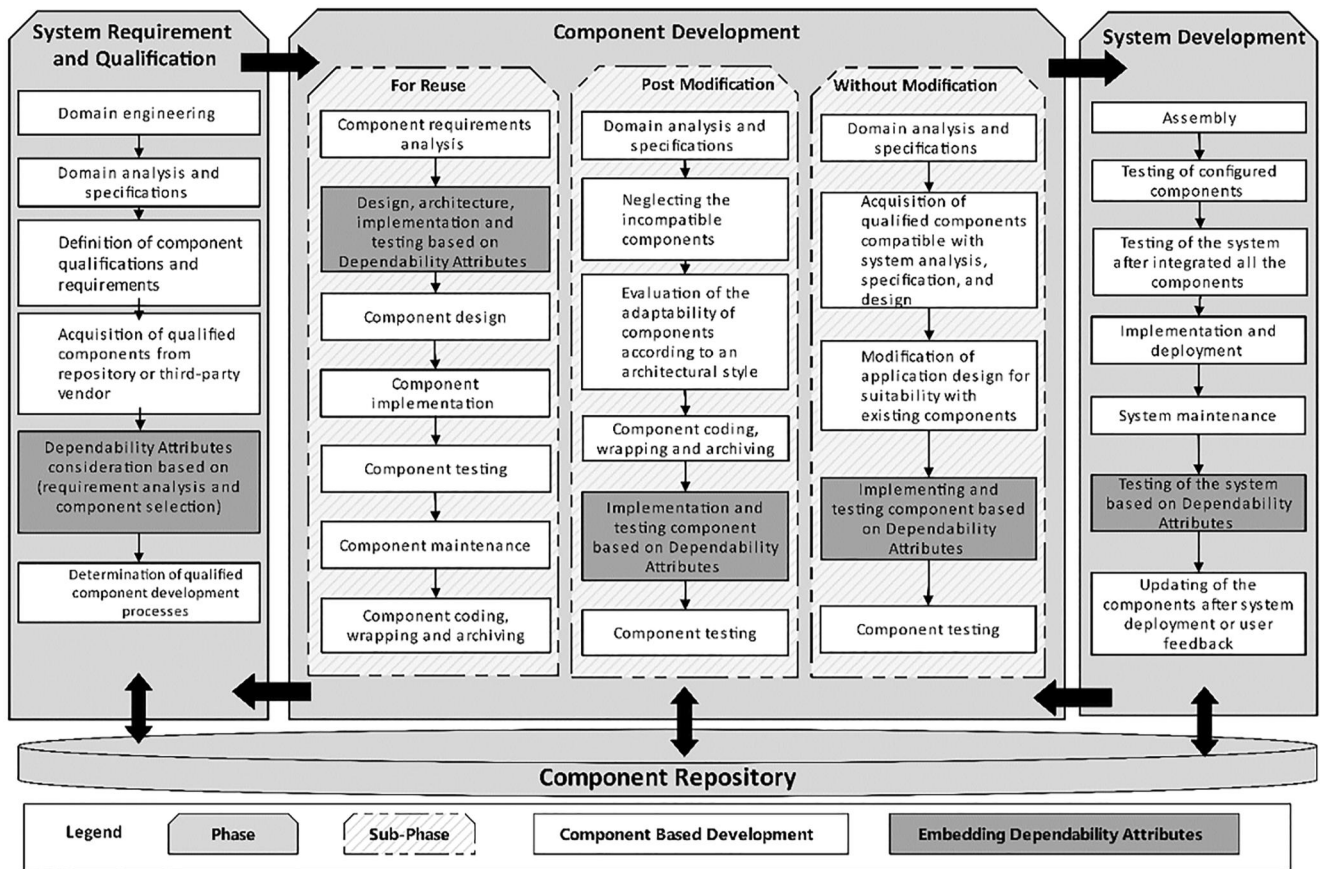 System Requirement
and Qualification
Domain engineering
Domain analysis and
specifications
Definition of component
qualifications and
requirements
Acquisition of qualified
components from
repository or third-party
vendor
Dependability Attributes
consideration based on
(requirement analysis and
component selection)
Determination of qualified
component development
processes
Component Development
For Reuse
Component requirements
analysis
Design, architecture,
implementation and
testing based on
Dependability Attributes
Component design
Component
implementation
Component testing
Component maintenance
Component coding,
wrapping and archiving
Post Modification
Domain analysis and
specifications
Neglecting the
incompatible
components
Evaluation of the
adaptability of
components
according to an
architectural style
Component coding,
wrapping and archiving
Implementation and
testing component
based on Dependability
Attributes
Component testing
Without Modification
Domain analysis and
specifications
Acquisition of
qualified components
compatible with
system analysis,
specification, and
design
Modification of
application design for
suitability with
existing components
Implementing and
testing component based
on Dependability
Attributes
Component testing
System Development
Assembly
Testing of configured
components
Testing of the system
after integrated all the
components
Implementation and
deployment
System maintenance
Testing of the system
based on Dependability
Attributes
Updating of the
components after system
deployment or user
feedback
Component Repository
Legend
Phase
Sub-Phase
Component Based Development
Embedding Dependability Attributes